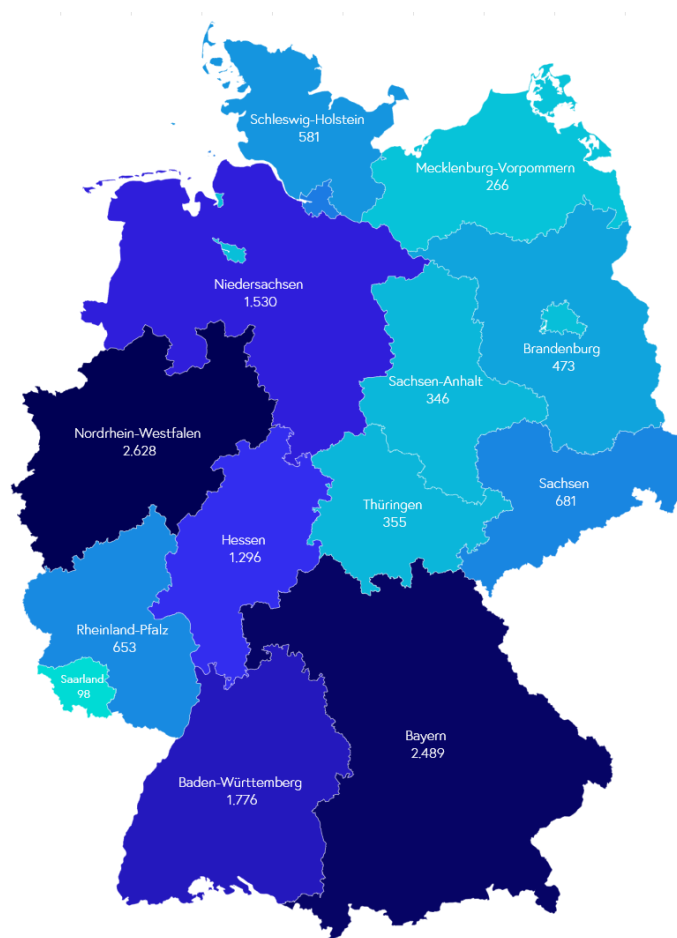 Schleswig-Holstein
581
Mecklenburg-Vorpommern
266
Niedersachsen
1.530
Brandenburg
473
Sachsen-Anhalt
346
Nordrhein-Westfalen
2.628
Sachsen
681
Thüringen
355
Hessen
1.296
Rheinland-Pfalz
653
Saarland
98
Bayern
2.489
Baden-Württemberg
1.776